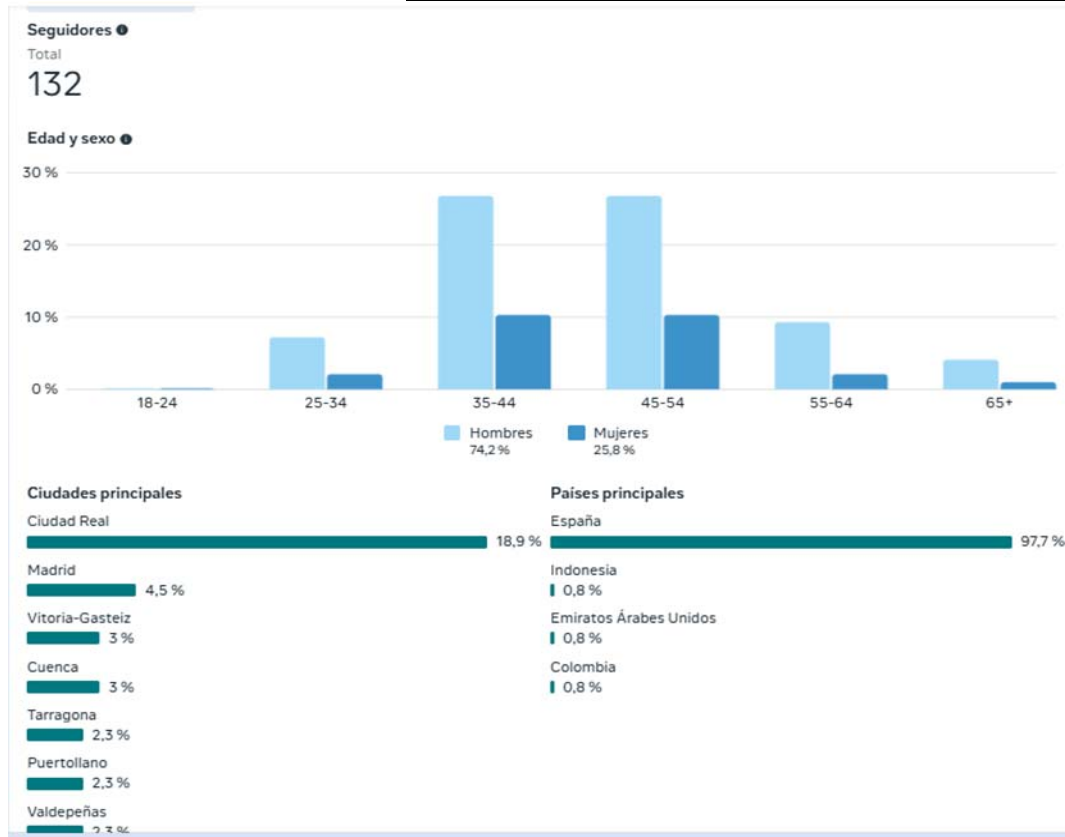 Seguidores
Total
132
Edad y sexo
30 %
20 %
10 %
0 %
18-24 25-34 35-44 45-54 55-64 65+
Hombres Mujeres
74,2 % 25,8 %
Ciudades principales
Ciudad Real
18,9 %
Madrid
4,5 %
Vitoria-Gasteiz
3 %
Cuenca
3 %
Tarragona
2,3 %
Puertollano
2,3 %
Valdepeñas
2,3 %
Países principales
España
97,7 %
Indonesia
0,8 %
Emiratos Árabes Unidos
0,8 %
Colombia
0,8 %